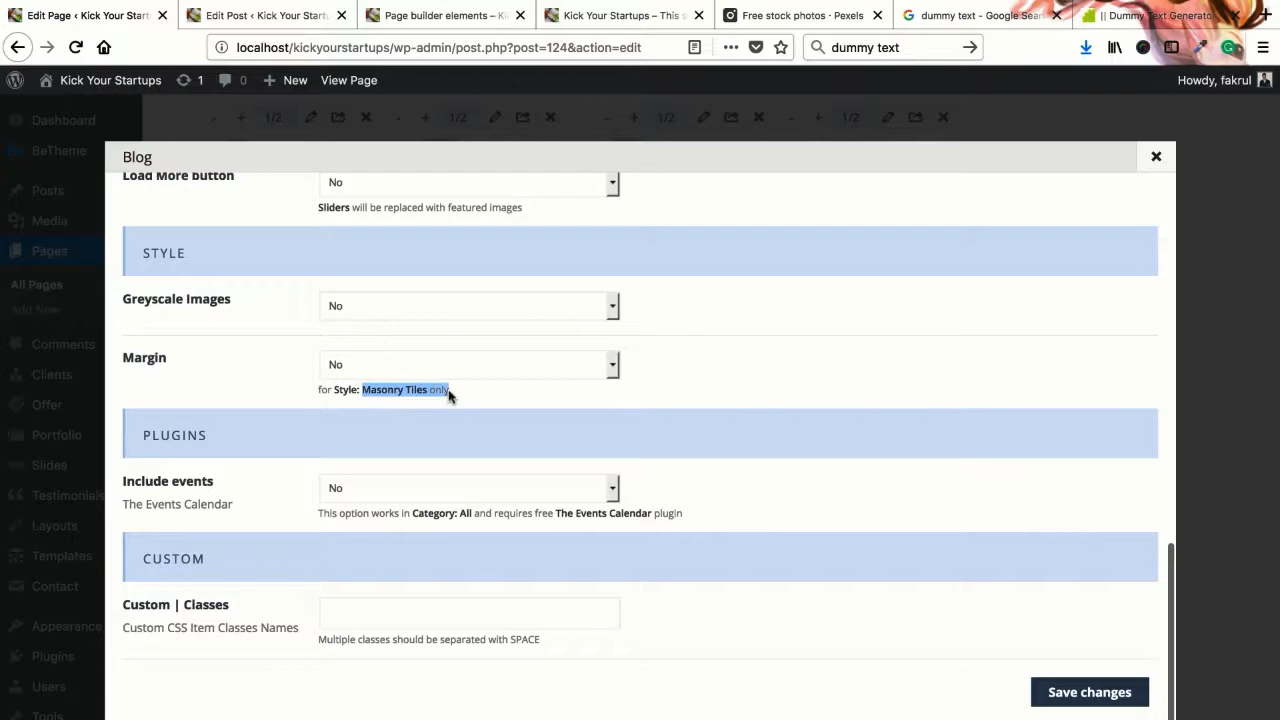 Edit Page ‹ Kick Your Startups
Edit Post ‹ Kick Your Startu
Page builder elements – Ki
Kick Your Startups – This s
Free stock photos · Pexels
dummy text - Google Sear
|| Dummy Text Generator
localhost/kickyourstartups/wp-admin/post.php?post=124&action=edit
dummy text
Kick Your Startups
1
0
New
View Page
Howdy, fakrul
Dashboard
BeTheme
Posts
Media
Pages
All Pages
Add New
Comments
Clients
Offer
Portfolio
Slides
Testimonials
Layouts
Templates
Contact
Appearance
Plugins
Users
Tools
- + 1/2
- + 1/2
- + 1/2
- + 1/2
Blog
Load More button
No
Sliders will be replaced with featured images
STYLE
Greyscale Images
No
Margin
No
for Style: Masonry Tiles only
PLUGINS
Include events
The Events Calendar
No
This option works in Category: All and requires free The Events Calendar plugin
CUSTOM
Custom | Classes
Custom CSS Item Classes Names
Multiple classes should be separated with SPACE
Save changes